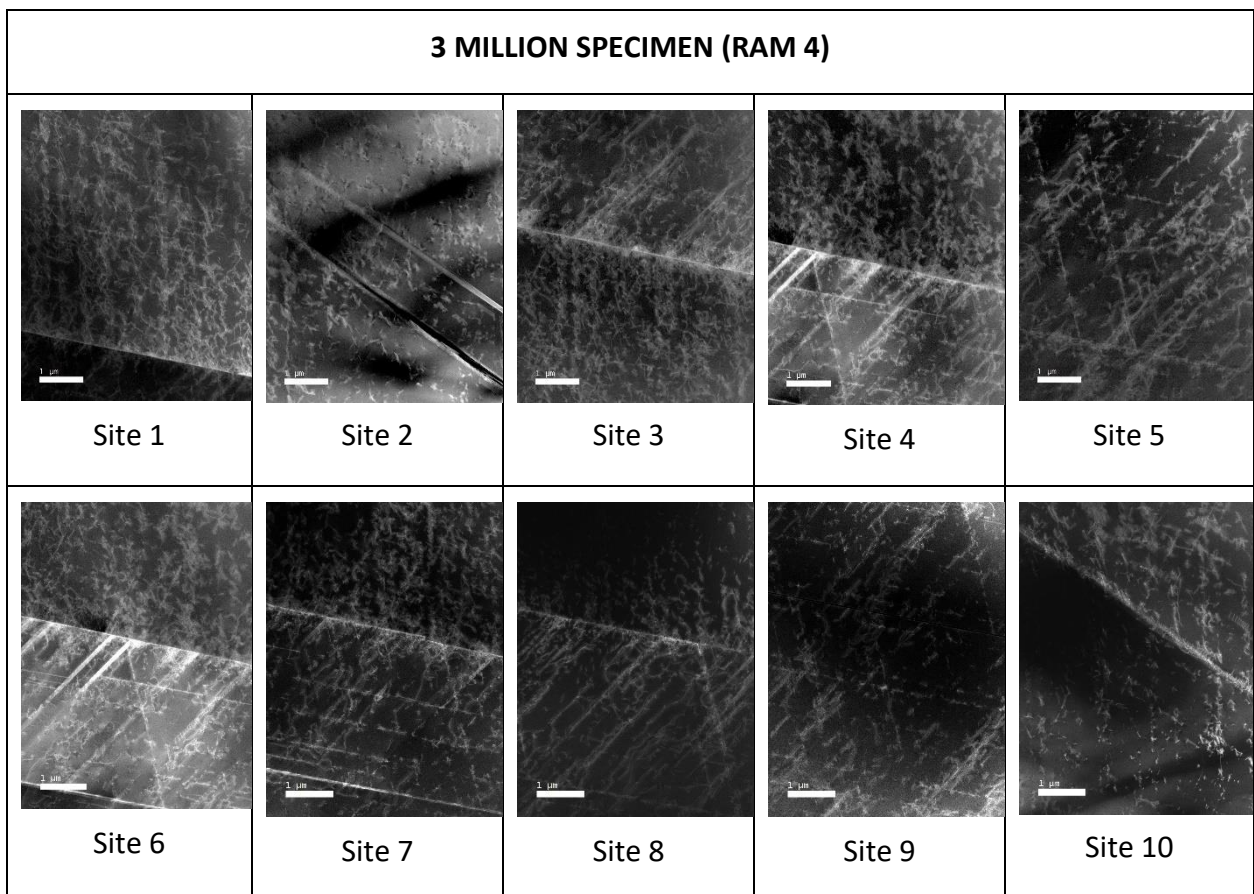 3 MILLION SPECIMEN (RAM 4)
1 µm
1 µm
1 µm
1 µm
1 µm
Site 1
Site 2
Site 3
Site 4
Site 5
1 µm
1 µm
1 µm
1 µm
1 µm
Site 6
Site 7
Site 8
Site 9
Site 10